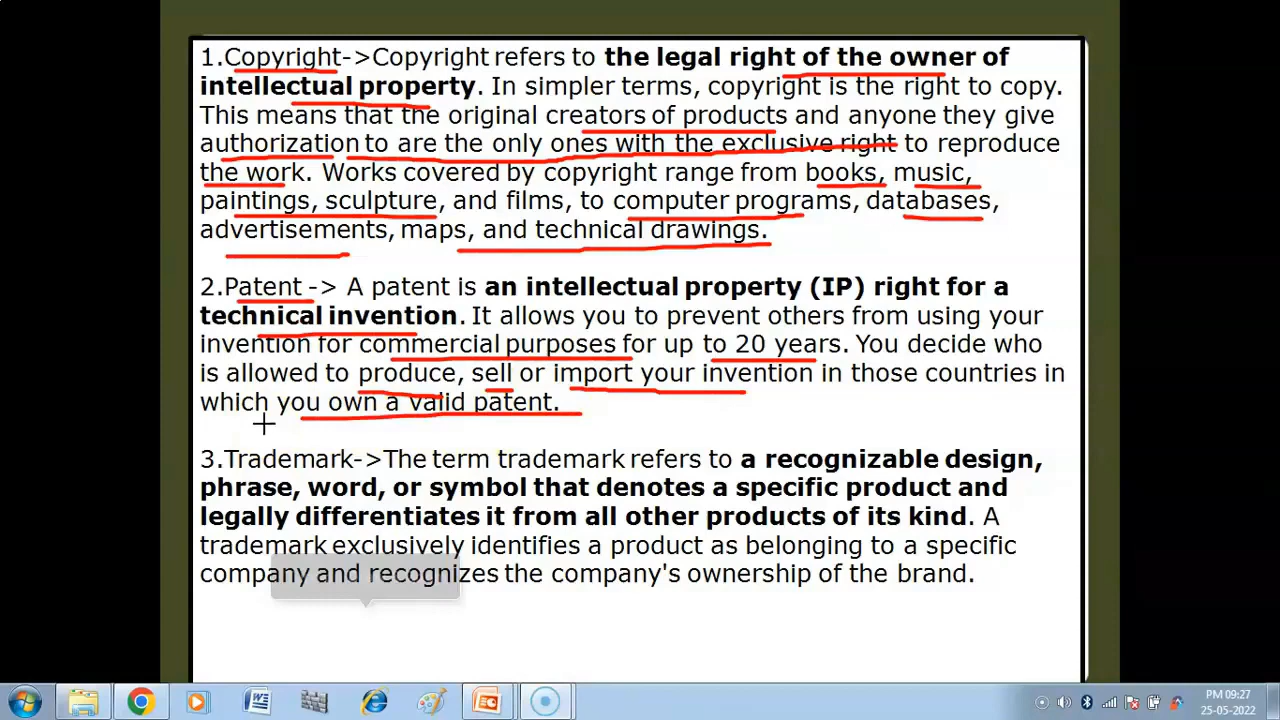 1.Copyright->Copyright refers to the legal right of the owner of
intellectual property. In simpler terms, copyright is the right to copy.
This means that the original creators of products and anyone they give
authorization to are the only ones with the exclusive right to reproduce
the work. Works covered by copyright range from books, music,
paintings, sculpture, and films, to computer programs, databases,
advertisements, maps, and technical drawings.
2.Patent -> A patent is an intellectual property (IP) right for a
technical invention. It allows you to prevent others from using your
invention for commercial purposes for up to 20 years. You decide who
is allowed to produce, sell or import your invention in those countries in
which you own a valid patent.
3.Trademark->The term trademark refers to a recognizable design,
phrase, word, or symbol that denotes a specific product and
legally differentiates it from all other products of its kind. A
trademark exclusively identifies a product as belonging to a specific
company and recognizes the company's ownership of the brand.
PM 09:27
25-05-2022